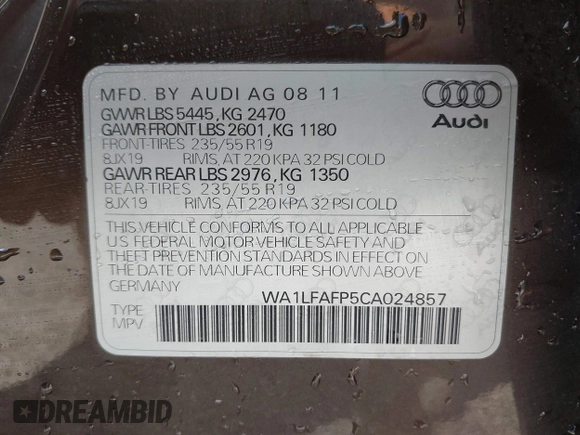 MFD. BY AUDI AG 08 11
GVWR LBS 5445, KG 2470
GAWR FRONT LBS 2601, KG 1180
FRONT-TIRES 235/55 R19
8JX19 RIMS, AT 220 KPA 32 PSI COLD
GAWR REAR LBS 2976, KG 1350
REAR-TIRES 235/55 R19
8JX19 RIMS, AT 220 KPA 32 PSI COLD
Audi
THIS VEHICLE CONFORMS TO ALL APPLICABLE
U.S. FEDERAL MOTOR VEHICLE SAFETY AND
THEFT PREVENTION STANDARDS IN EFFECT ON
THE DATE OF MANUFACTURE SHOWN ABOVE
GERMANY
WA1LFAFP5CA024857
TYPE
MPV
DREAMBID